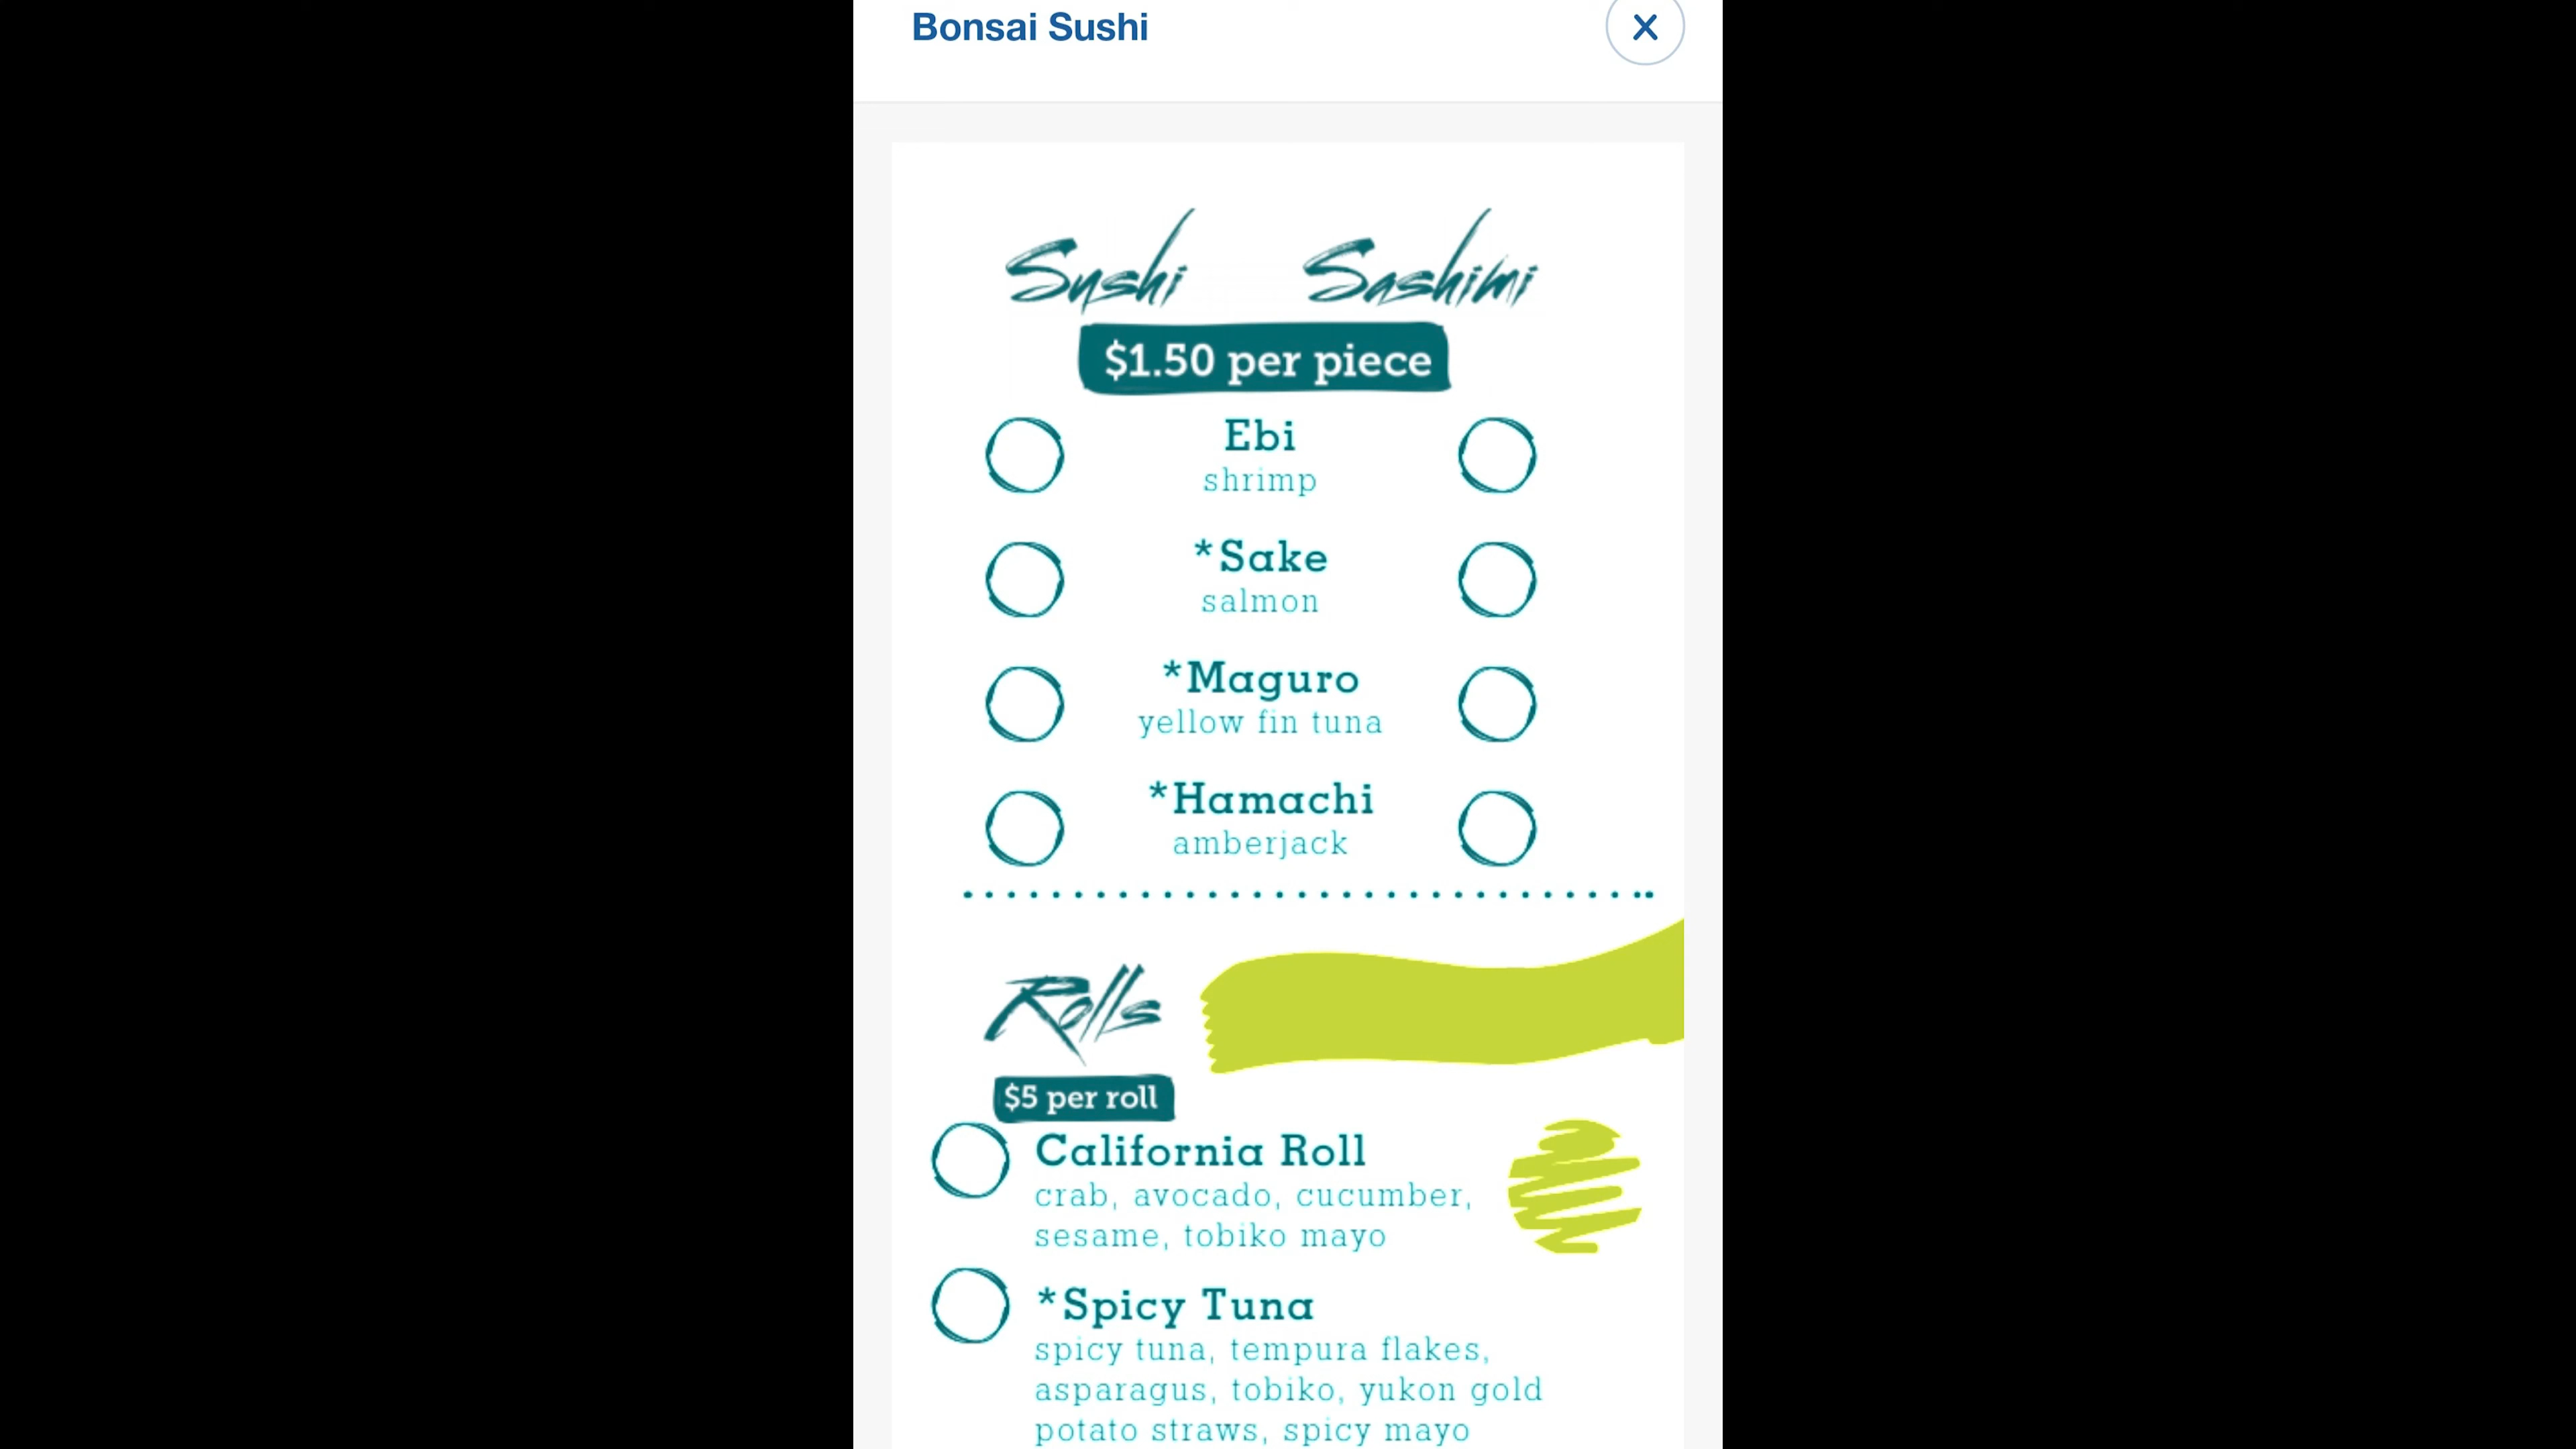 Bonsai Sushi
X
Sushi Sashimi
$1.50 per piece
Ebi
shrimp
*Sake
salmon
*Maguro
yellow fin tuna
*Hamachi
amberjack
Rolls
$5 per roll
California Roll
crab, avocado, cucumber,
sesame, tobiko mayo
*Spicy Tuna
spicy tuna, tempura flakes,
asparagus, tobiko, yukon gold
potato straws, spicy mayo